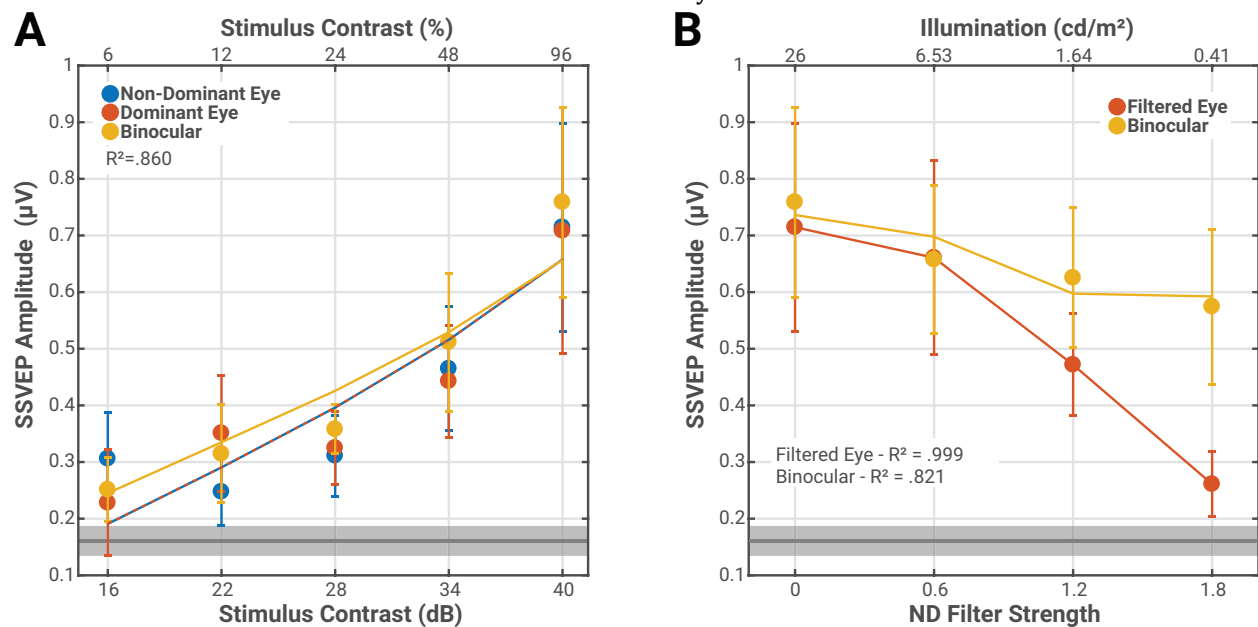 A
Stimulus Contrast (%)
6 12 24 48 96
1
0.9
0.8
0.7
0.6
0.5
0.4
0.3
0.2
0.1
SSVEP Amplitude (µV)
Non-Dominant Eye
Dominant Eye
Binocular
R²=.860
16 22 28 34 40
Stimulus Contrast (dB)
B
Illumination (cd/m²)
26 6.53 1.64 0.41
1
0.9
0.8
0.7
0.6
0.5
0.4
0.3
0.2
0.1
SSVEP Amplitude (µV)
Filtered Eye
Binocular
Filtered Eye - R² = .999
Binocular - R² = .821
0 0.6 1.2 1.8
ND Filter Strength